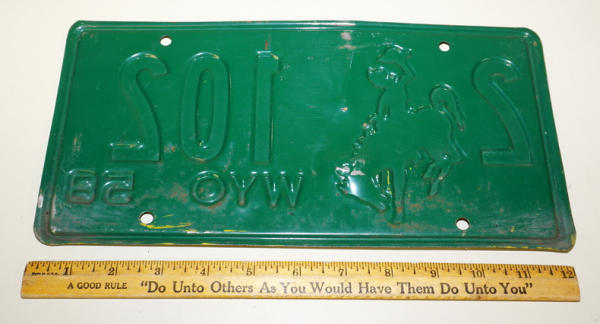 2 102
WYO 58
1 2 3 4 5 6 7 8 9 10 11 12
A GOOD RULE "Do Unto Others As You Would Have Them Do Unto You"